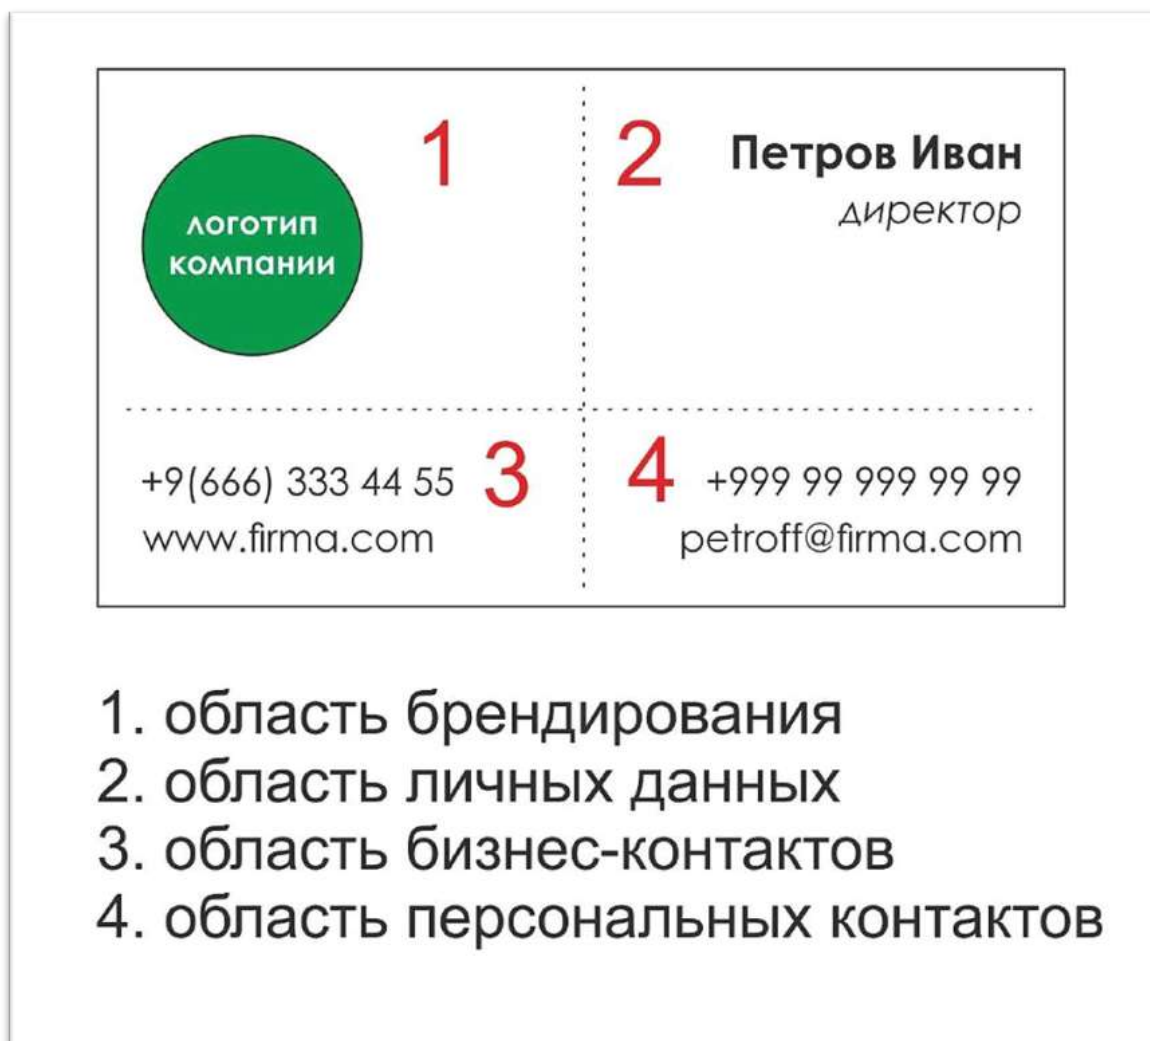 1
логотип
компании
2
Петров Иван
директор
3
+9(666) 333 44 55
www.firma.com
4
+999 99 999 99 99
petroff@firma.com
1. область брендирования
2. область личных данных
3. область бизнес-контактов
4. область персональных контактов